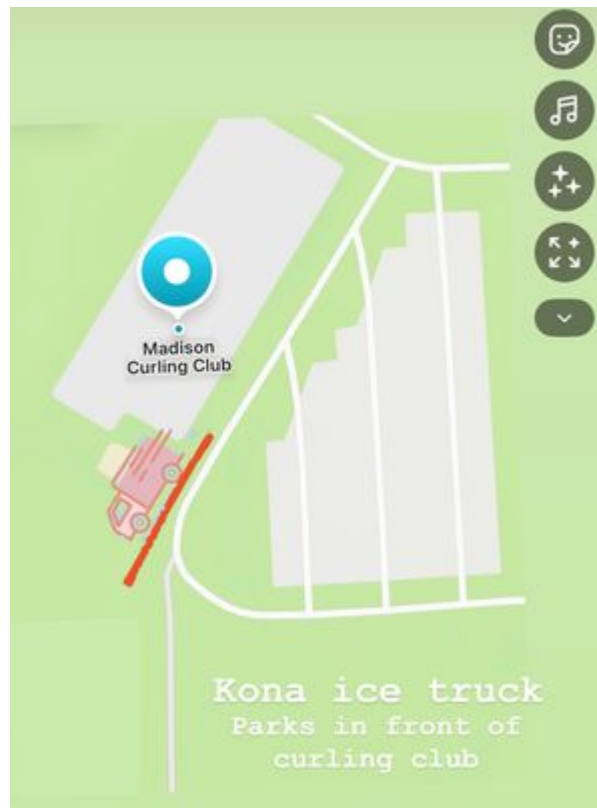 Madison
Curling Club
Kona ice truck
Parks in front of
curling club